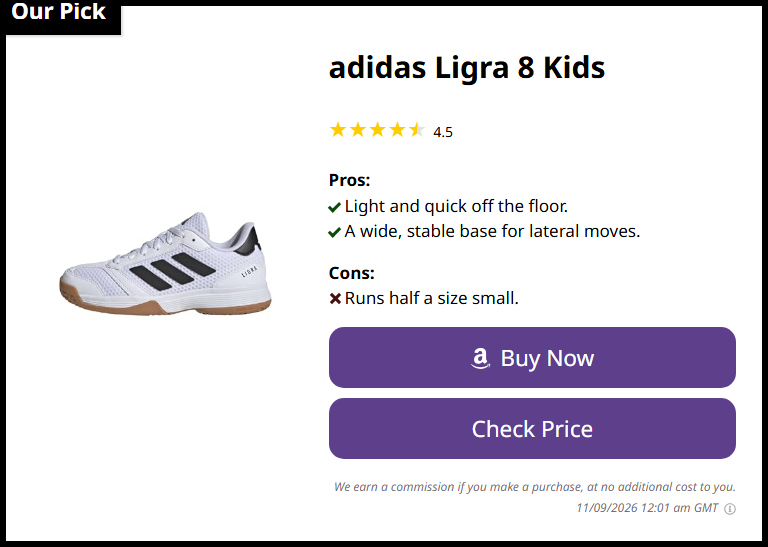 Our Pick
adidas Ligra 8 Kids
4.5
Pros:
Light and quick off the floor.
A wide, stable base for lateral moves.
LIGRA
Cons:
Runs half a size small.
Buy Now
Check Price
We earn a commission if you make a purchase, at no additional cost to you.
11/09/2026 12:01 am GMT